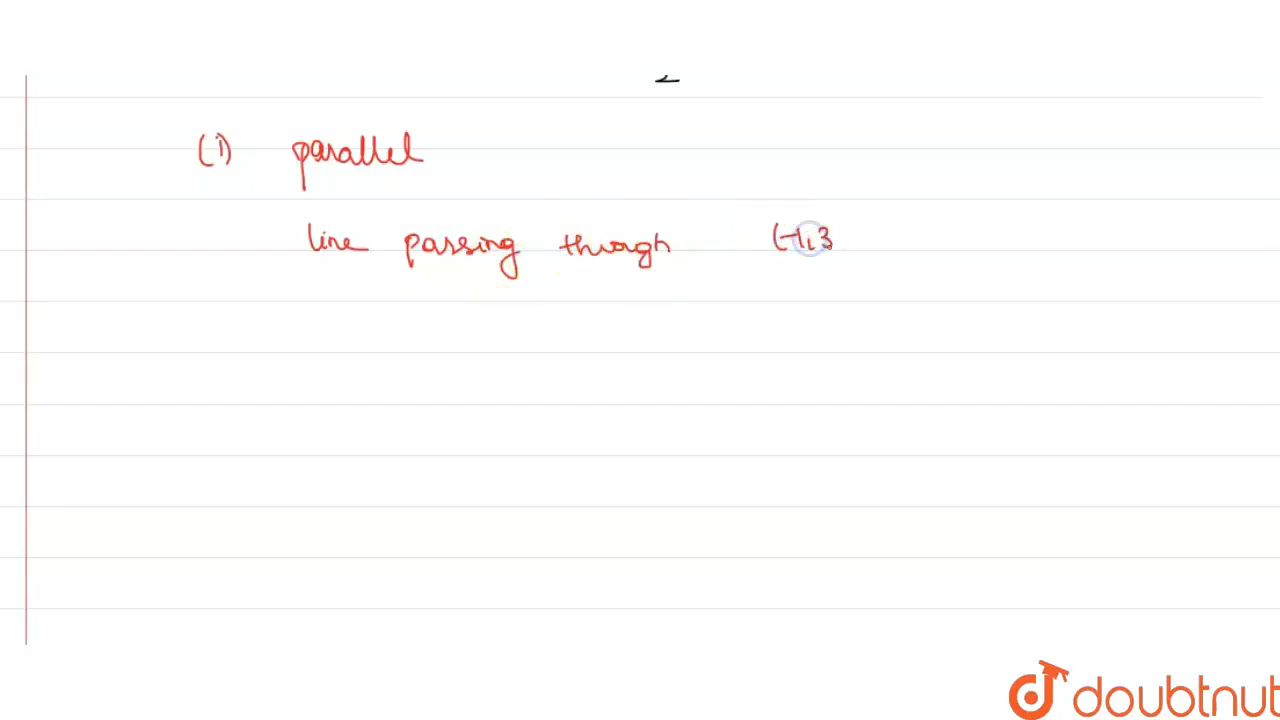 (i) parallel
line passing through (-1,3
doubtnut